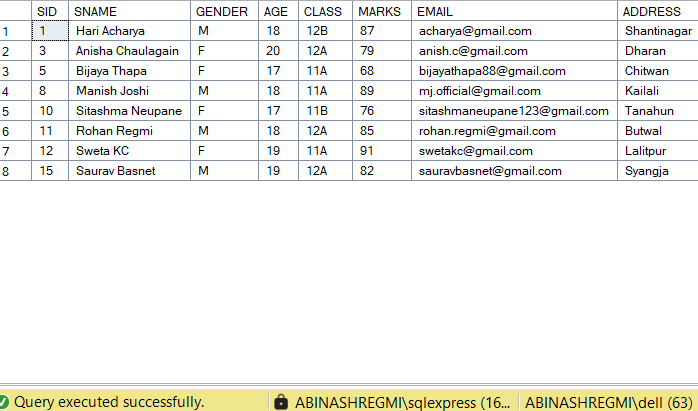 SID SNAME GENDER AGE CLASS MARKS EMAIL ADDRESS
1 1 Hari Acharya M 18 12B 87 acharya@gmail.com Shantinagar
2 3 Anisha Chaulagain F 20 12A 79 anish.c@gmail.com Dharan
3 5 Bijaya Thapa F 17 11A 68 bijayathapa88@gmail.com Chitwan
4 8 Manish Joshi M 18 11A 89 mj.official@gmail.com Kailali
5 10 Sitashma Neupane F 17 11B 76 sitashmaneupane123@gmail.com Tanahun
6 11 Rohan Regmi M 18 12A 85 rohan.regmi@gmail.com Butwal
7 12 Sweta KC F 19 11A 91 swetakc@gmail.com Lalitpur
8 15 Saurav Basnet M 19 12A 82 sauravbasnet@gmail.com Syangja
Query executed successfully. ABINASHREGMI\sqlexpress (16... ABINASHREGMI\dell (63)